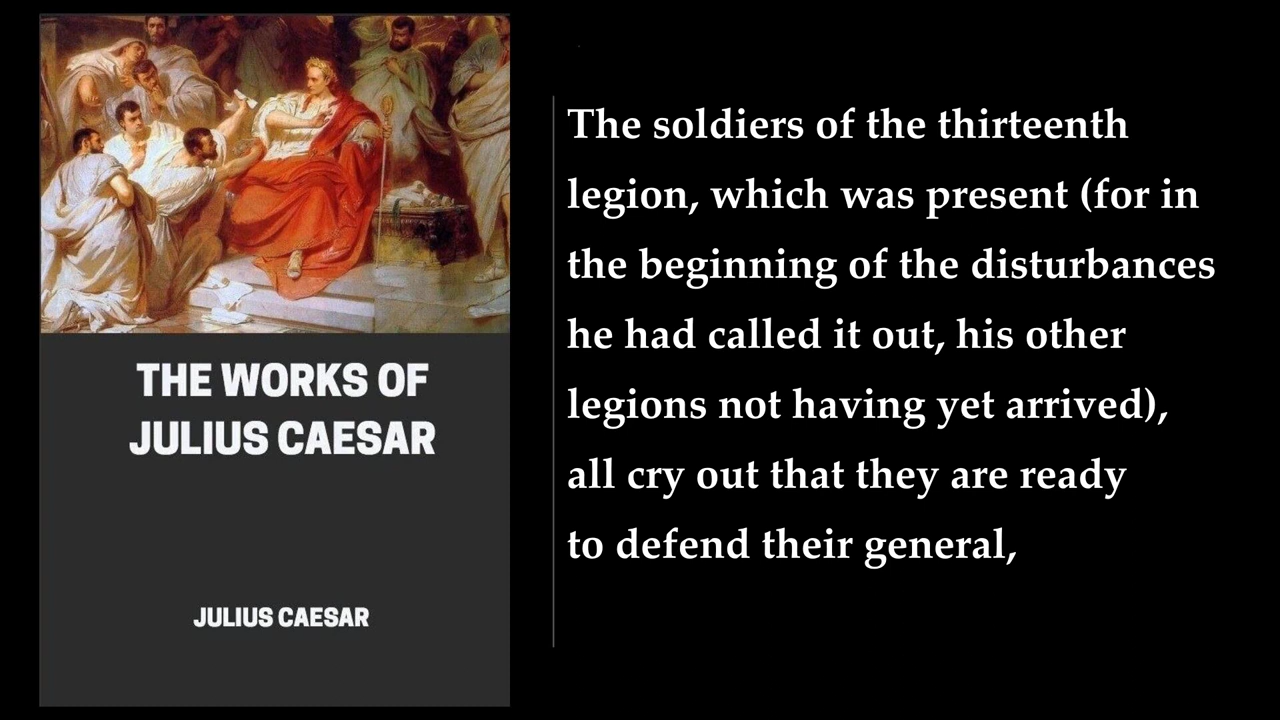 THE WORKS OF
JULIUS CAESAR
JULIUS CAESAR
The soldiers of the thirteenth
legion, which was present (for in
the beginning of the disturbances
he had called it out, his other
legions not having yet arrived),
all cry out that they are ready
to defend their general,